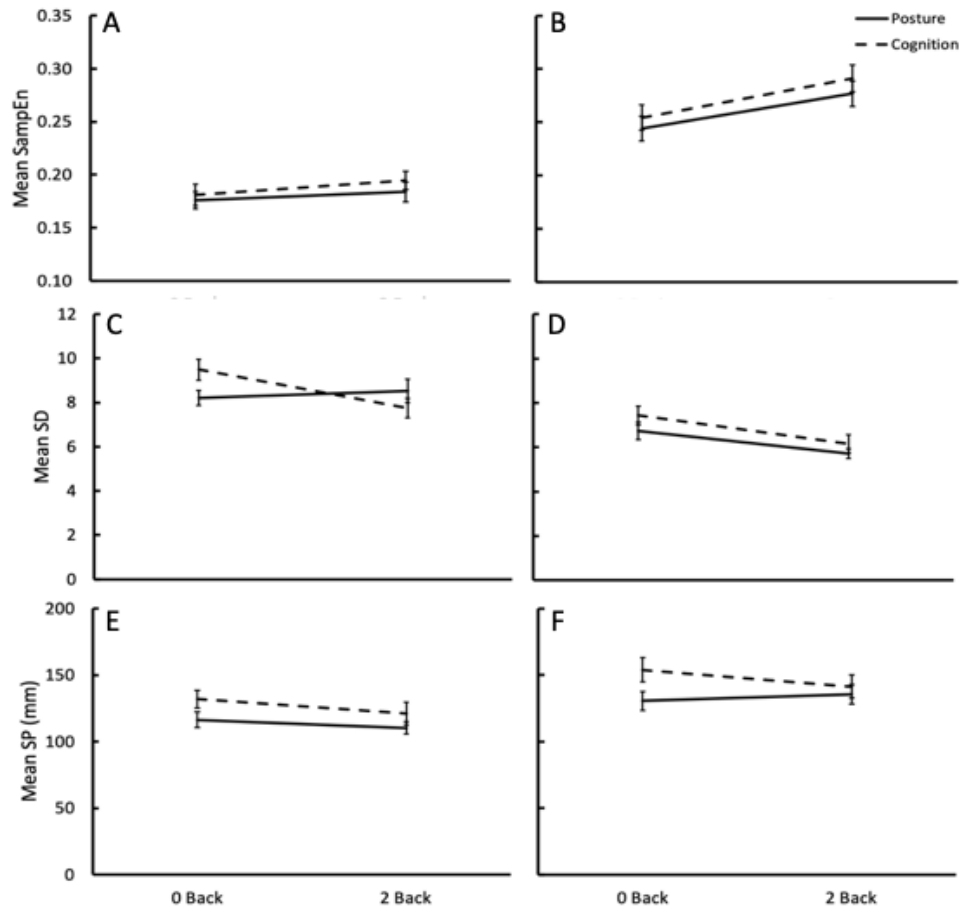 A
B
Posture
Cognition
Mean SampEn
0.35
0.30
0.25
0.20
0.15
0.10
C
D
Mean SD
12
10
8
6
4
2
0
E
F
Mean SP (mm)
200
150
100
50
0
0 Back
2 Back
0 Back
2 Back